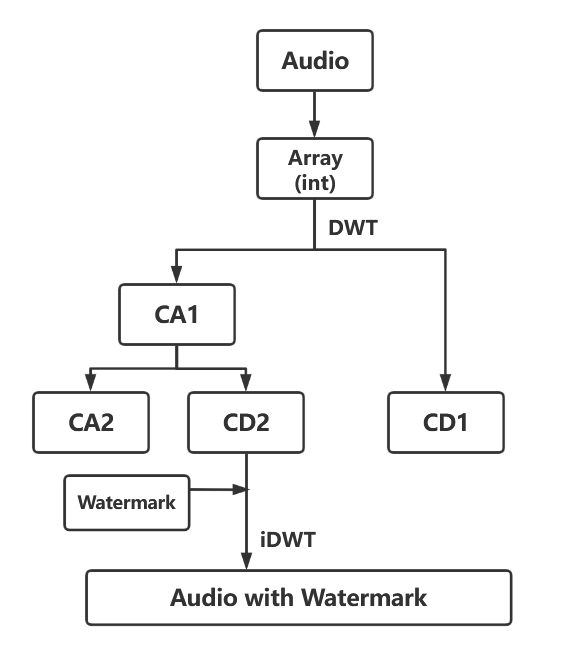 Audio
Array
(int)
DWT
CA1
CA2
CD2
CD1
Watermark
iDWT
Audio with Watermark